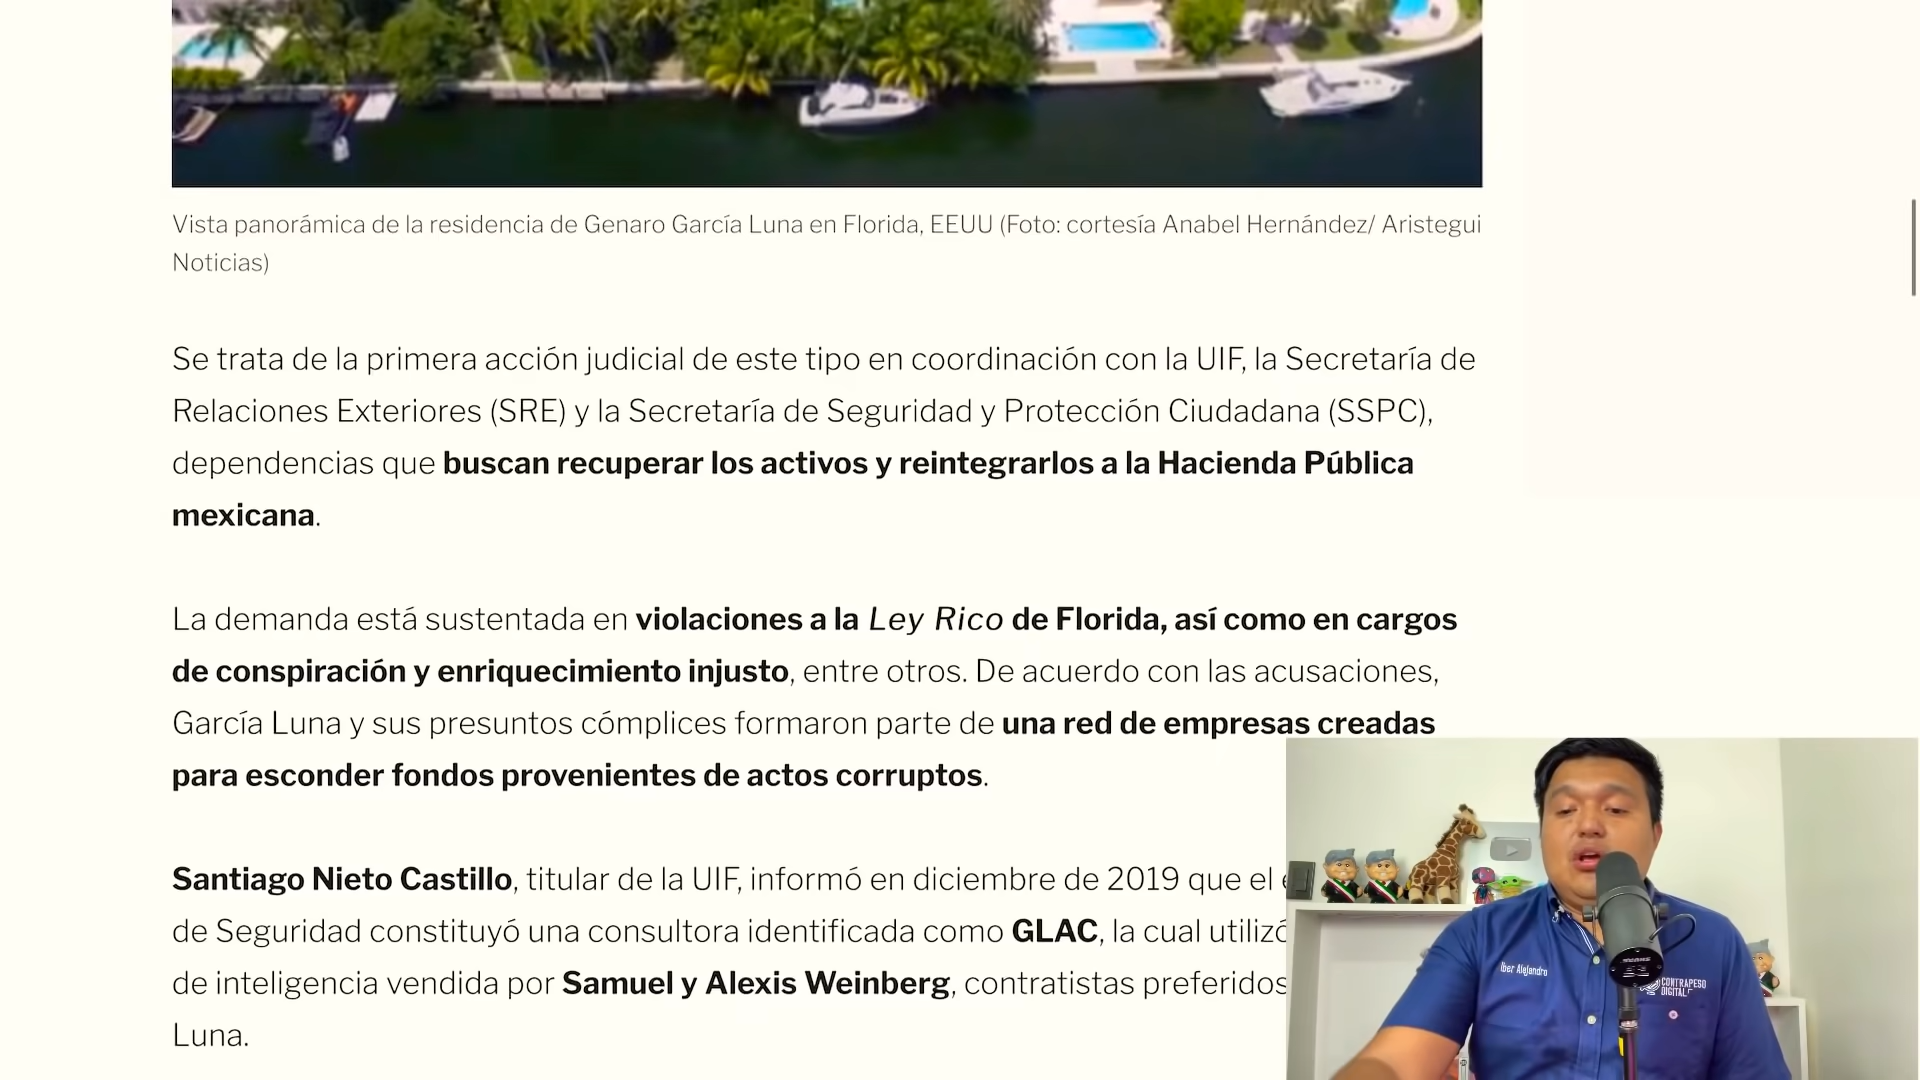 Vista panorámica de la residencia de Genaro García Luna en Florida, EEUU (Foto: cortesía Anabel Hernández/ Aristegui
Noticias)
Se trata de la primera acción judicial de este tipo en coordinación con la UIF, la Secretaría de
Relaciones Exteriores (SRE) y la Secretaría de Seguridad y Protección Ciudadana (SSPC),
dependencias que buscan recuperar los activos y reintegrarlos a la Hacienda Pública
mexicana.
La demanda está sustentada en violaciones a la Ley Rico de Florida, así como en cargos
de conspiración y enriquecimiento injusto, entre otros. De acuerdo con las acusaciones,
García Luna y sus presuntos cómplices formaron parte de una red de empresas creadas
para esconder fondos provenientes de actos corruptos.
Santiago Nieto Castillo, titular de la UIF, informó en diciembre de 2019 que el
de Seguridad constituyó una consultora identificada como GLAC, la cual utilizó
de inteligencia vendida por Samuel y Alexis Weinberg, contratistas preferidos
Luna.
Iber Alejandro
CONTRAPESO
DIGITAL